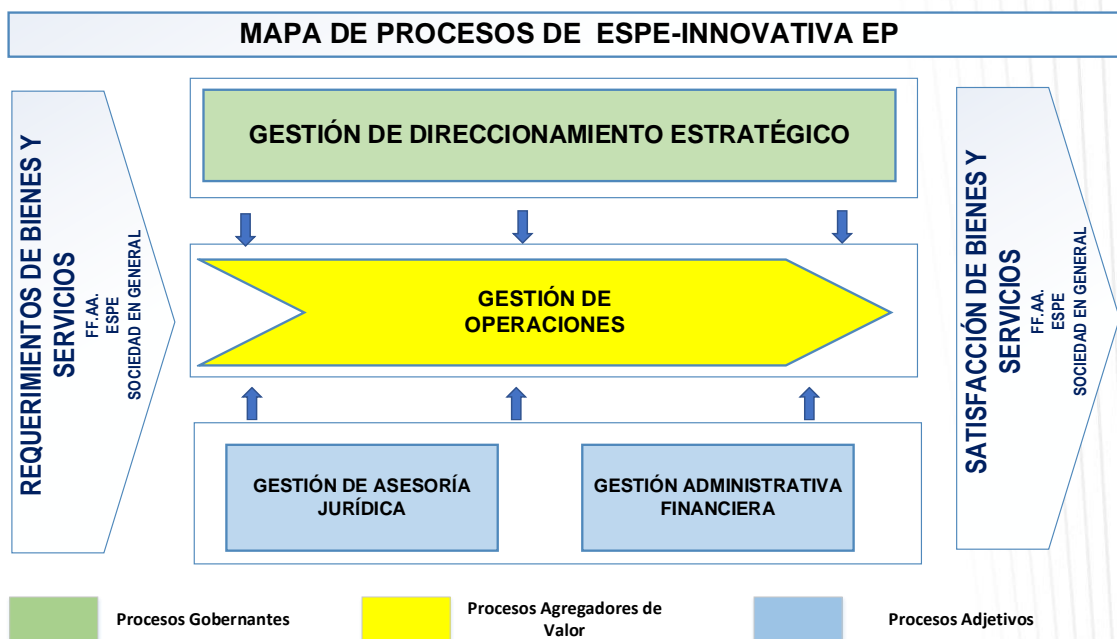 MAPA DE PROCESOS DE ESPE-INNOVATIVA EP
REQUERIMIENTOS DE BIENES Y
SERVICIOS
FF.AA.
ESPE
SOCIEDAD EN GENERAL
GESTIÓN DE DIRECCIONAMIENTO ESTRATÉGICO
GESTIÓN DE
OPERACIONES
GESTIÓN DE ASESORÍA
JURÍDICA
GESTIÓN ADMINISTRATIVA
FINANCIERA
SATISFACCIÓN DE BIENES Y
SERVICIOS
FF.AA.
ESPE
SOCIEDAD EN GENERAL
Procesos Gobernantes
Procesos Agregadores de
Valor
Procesos Adjetivos